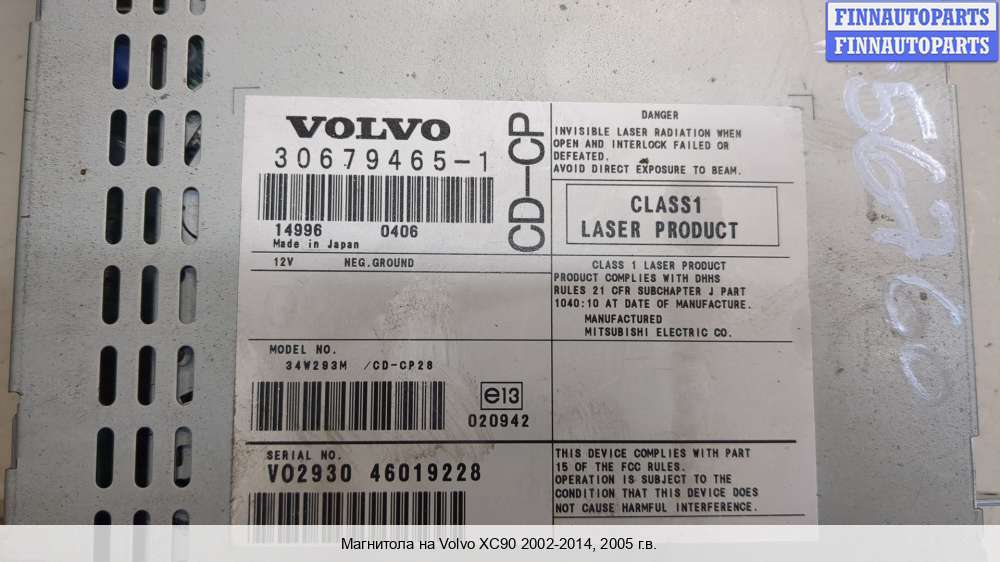 FINNAUTOPARTS
FINNAUTOPARTS
56766
VOLVO
30679465-1
14996 0406
Made in Japan
CD-CP
DANGER
INVISIBLE LASER RADIATION WHEN
OPEN AND INTERLOCK FAILED OR
DEFEATED.
AVOID DIRECT EXPOSURE TO BEAM.
CLASS1
LASER PRODUCT
12V NEG.GROUND
CLASS 1 LASER PRODUCT
PRODUCT COMPLIES WITH DHHS
RULES 21 CFR SUBCHAPTER J PART
1040:10 AT DATE OF MANUFACTURE.
MANUFACTURED
MITSUBISHI ELECTRIC CO.
MODEL NO.
34W293M /CD-CP28
e13
020942
SERIAL NO.
VO2930 46019228
THIS DEVICE COMPLIES WITH PART
15 OF THE FCC RULES.
OPERATION IS SUBJECT TO THE
CONDITION THAT THIS DEVICE DOES
NOT CAUSE HARMFUL INTERFERENCE.
Магнитола на Volvo XC90 2002-2014, 2005 г.в.